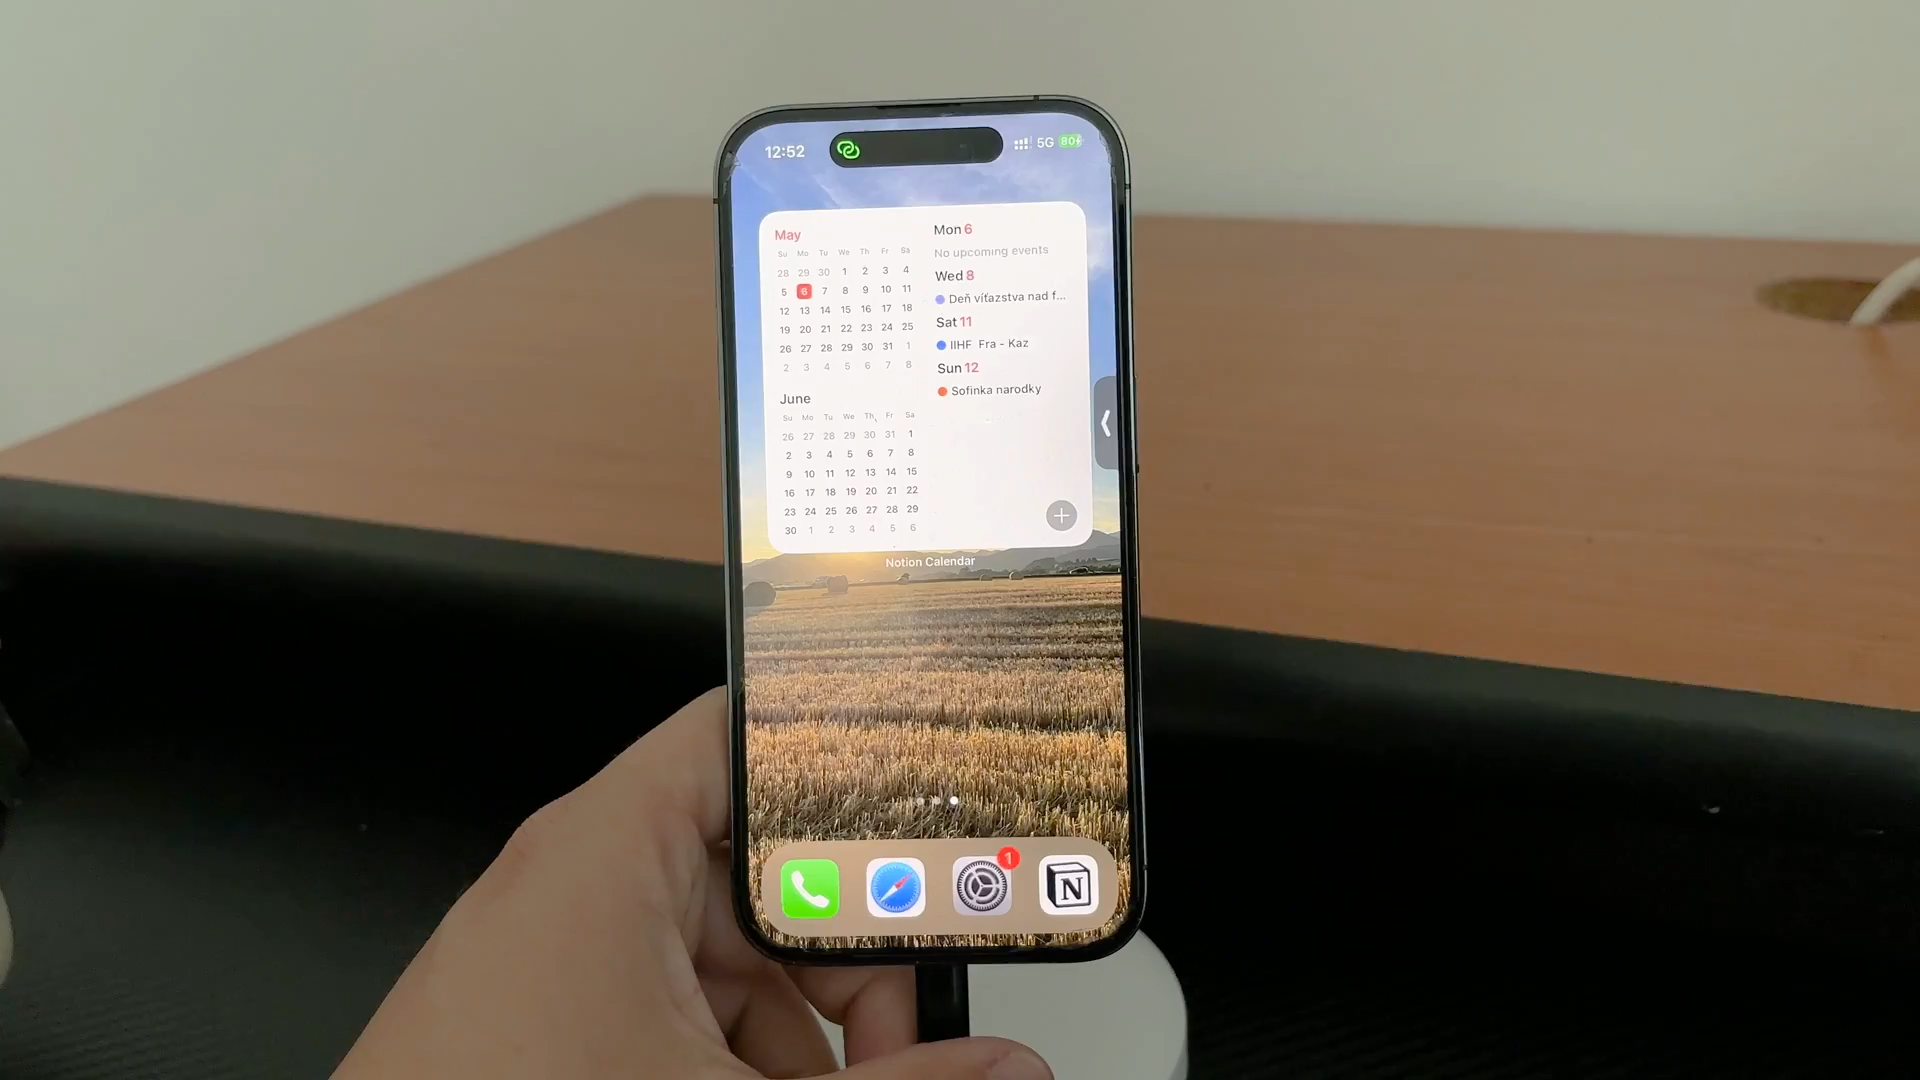 12:52
5G 80
May
Su Mo Tu We Th Fr Sa
28 29 30 1 2 3 4
5 6 7 8 9 10 11
12 13 14 15 16 17 18
19 20 21 22 23 24 25
26 27 28 29 30 31 1
2 3 4 5 6 7 8
June
Su Mo Tu We Th Fr Sa
26 27 28 29 30 31 1
2 3 4 5 6 7 8
9 10 11 12 13 14 15
16 17 18 19 20 21 22
23 24 25 26 27 28 29
30 1 2 3 4 5 6
Mon 6
No upcoming events
Wed 8
Deň víťazstva nad f...
Sat 11
IIHF Fra - Kaz
Sun 12
Sofinka narodky
Notion Calendar
1
N